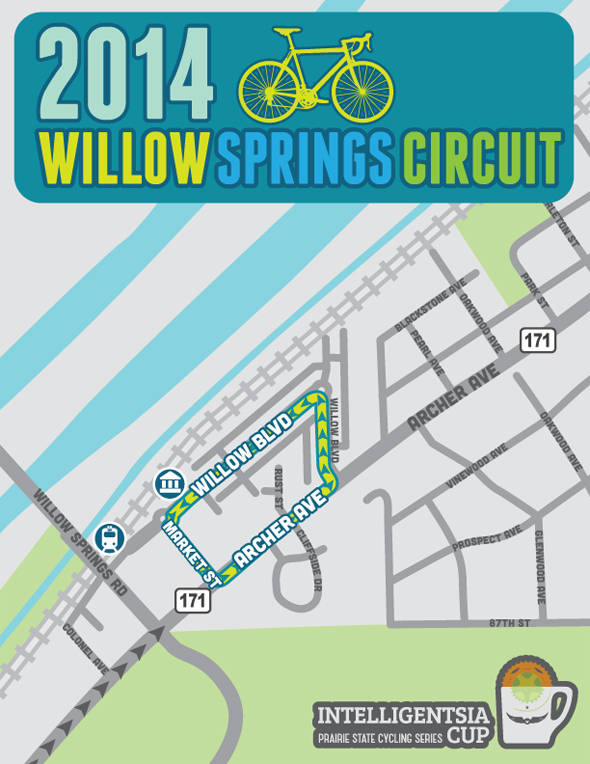 2014
WILLOW SPRINGS CIRCUIT
PARK ST
BLACKSTONE AVE
OAKWOOD AVE
PEARL AVE
171
ARCHER AVE
WILLOW BLVD
WILLOW BLVD
OAKWOOD AVE
VINEWOOD AVE
RUST ST
ARCHER AVE
WILLOW SPRINGS RD
MARKET ST
CLIFFSIDE DR
PROSPECT AVE
GLENWOOD AVE
171
87TH ST
COLONEL AVE
INTELLIGENTSIA
CUP
PRAIRIE STATE CYCLING SERIES